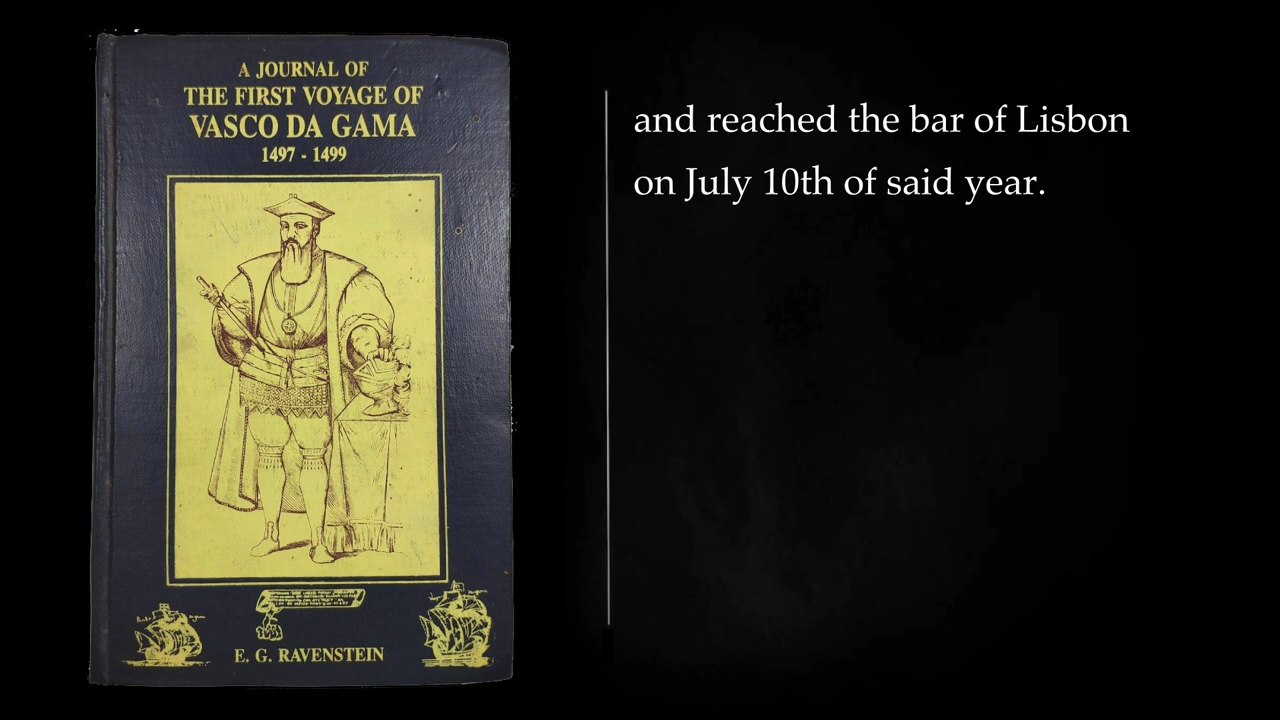 A JOURNAL OF
THE FIRST VOYAGE OF
VASCO DA GAMA
1497 - 1499
E. G. RAVENSTEIN
and reached the bar of Lisbon
on July 10th of said year.